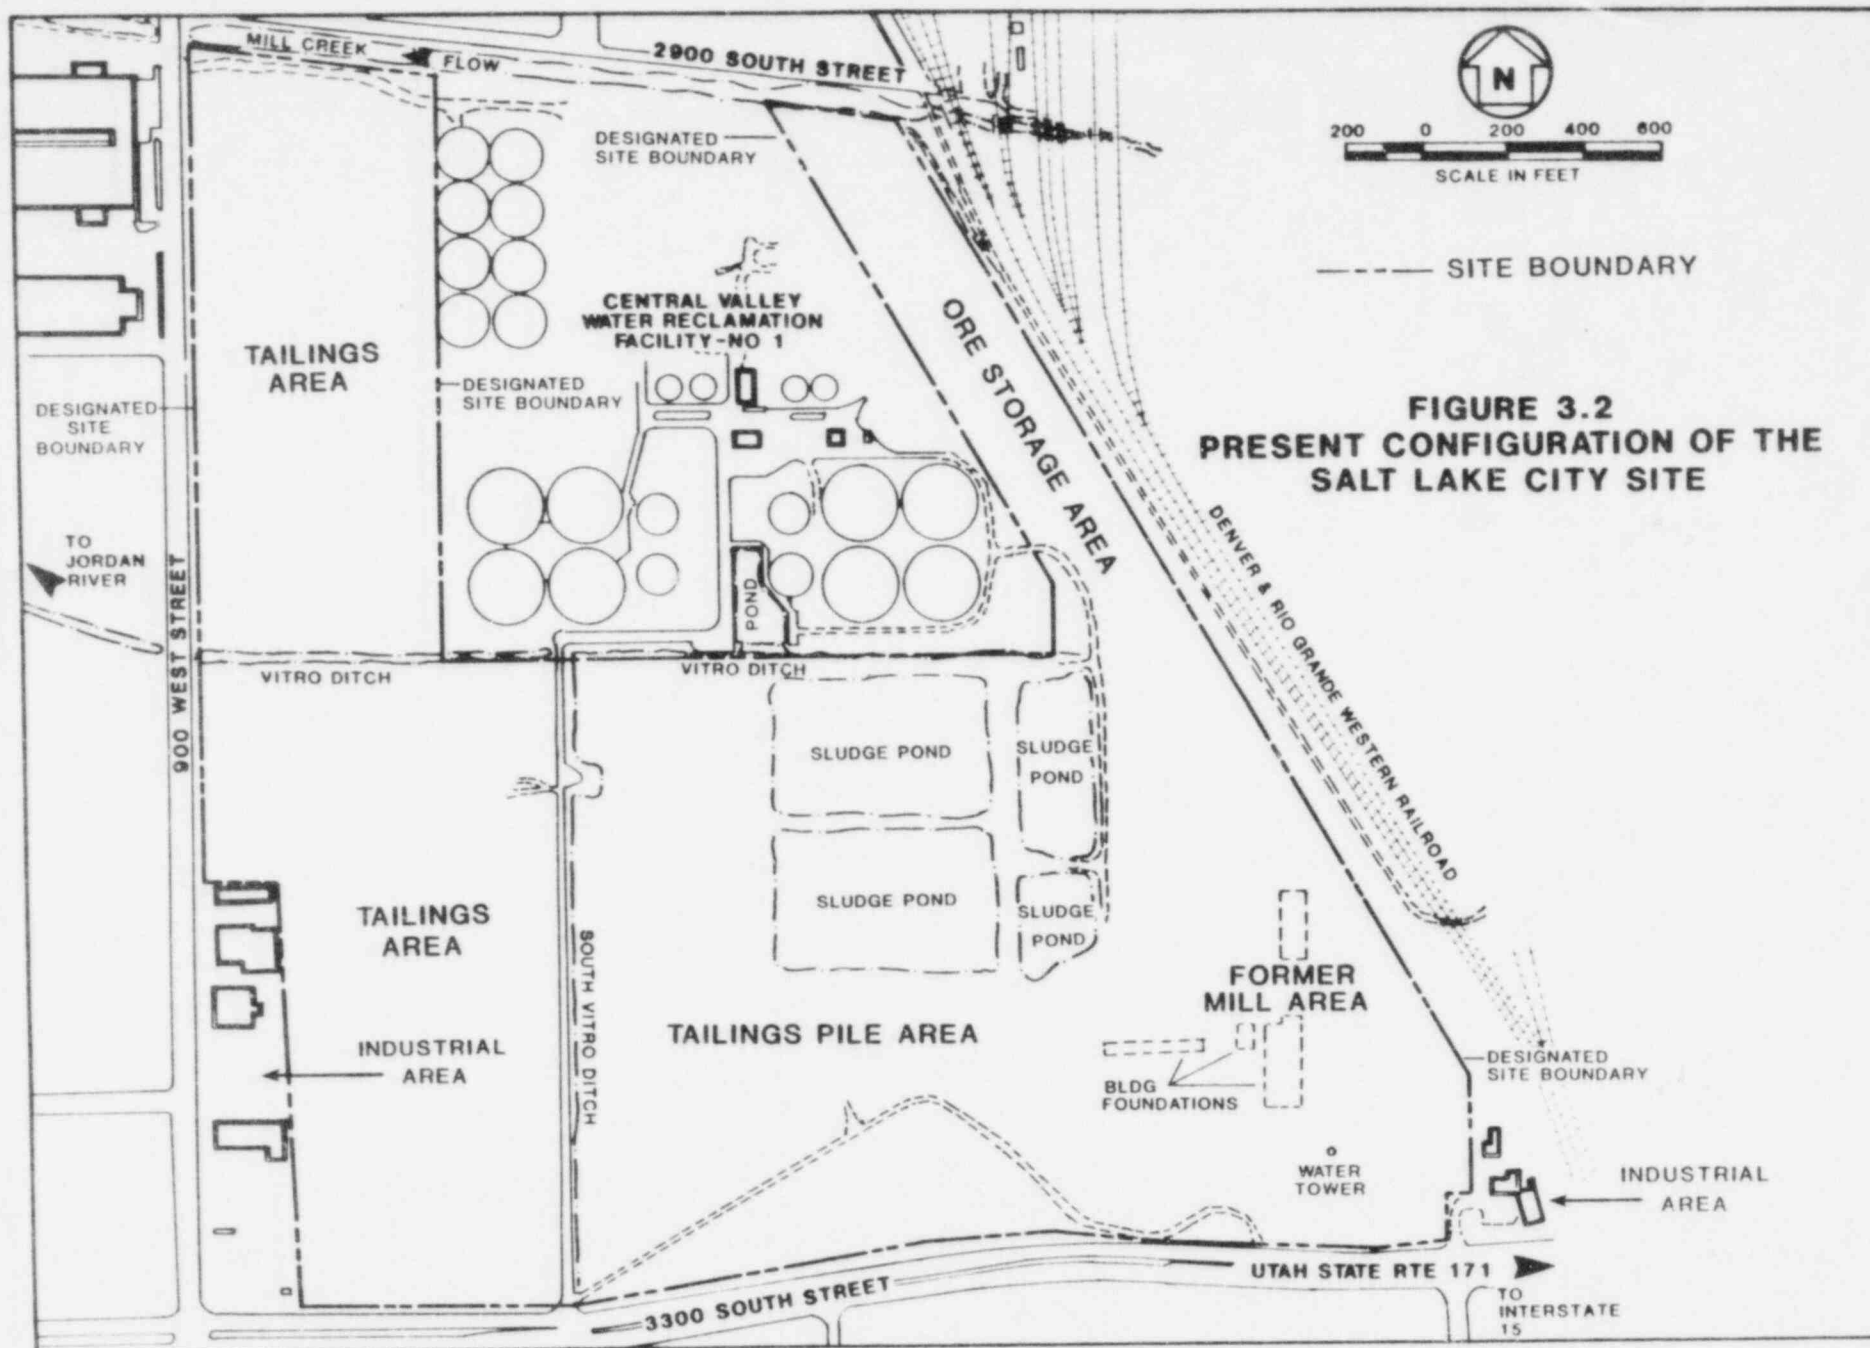 MILL CREEK
FLOW
2900 SOUTH STREET
N
200 0 200 400 600
SCALE IN FEET
SITE BOUNDARY
FIGURE 3.2
PRESENT CONFIGURATION OF THE
SALT LAKE CITY SITE
DESIGNATED
SITE BOUNDARY
CENTRAL VALLEY
WATER RECLAMATION
FACILITY-NO 1
TAILINGS
AREA
DESIGNATED
SITE BOUNDARY
DESIGNATED
SITE
BOUNDARY
ORE STORAGE AREA
TO
JORDAN
RIVER
900 WEST STREET
POND
DENVER & RIO GRANDE WESTERN RAILROAD
VITRO DITCH
VITRO DITCH
SLUDGE POND
SLUDGE
POND
SLUDGE POND
SLUDGE
POND
TAILINGS
AREA
SOUTH VITRO DITCH
FORMER
MILL AREA
TAILINGS PILE AREA
INDUSTRIAL
AREA
BLDG
FOUNDATIONS
DESIGNATED
SITE BOUNDARY
WATER
TOWER
INDUSTRIAL
AREA
3300 SOUTH STREET
UTAH STATE RTE 171
TO
INTERSTATE
15